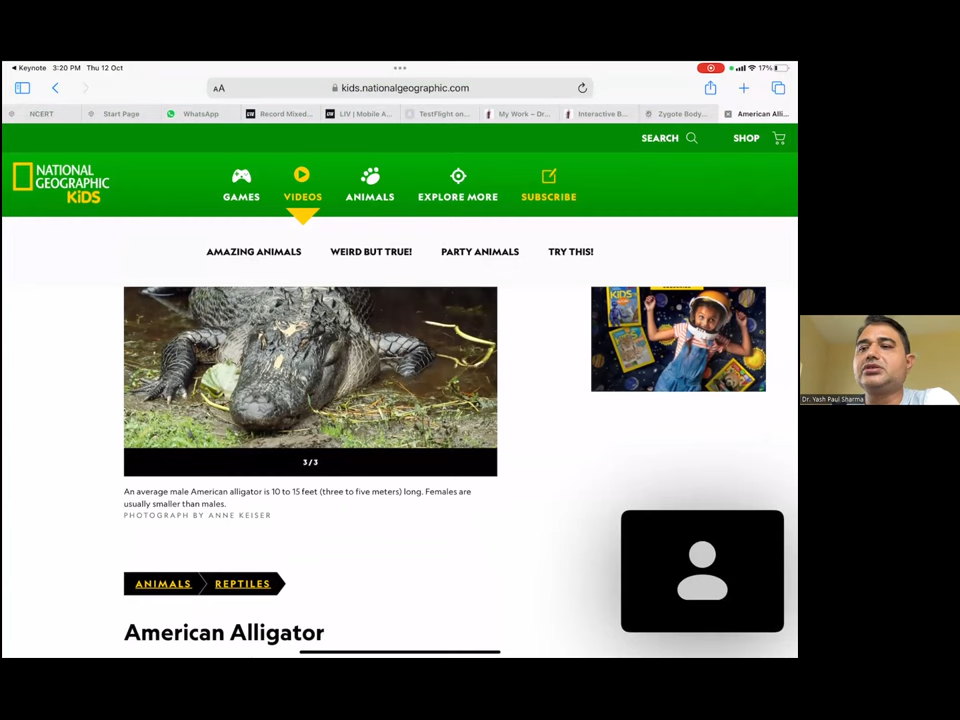 Keynote 3:20 PM Thu 12 Oct
17%
AA kids.nationalgeographic.com
NCERT Start Page WhatsApp Record Mixed... LIV | Mobile A... TestFlight on... My Work – Dr... Interactive B... Zygote Body... American Alli...
SEARCH SHOP
NATIONAL
GEOGRAPHIC
KiDS
GAMES VIDEOS ANIMALS EXPLORE MORE SUBSCRIBE
AMAZING ANIMALS WEIRD BUT TRUE! PARTY ANIMALS TRY THIS!
KiDS
3/3
Dr. Yash Paul Sharma
An average male American alligator is 10 to 15 feet (three to five meters) long. Females are
usually smaller than males.
PHOTOGRAPH BY ANNE KEISER
ANIMALS REPTILES
American Alligator